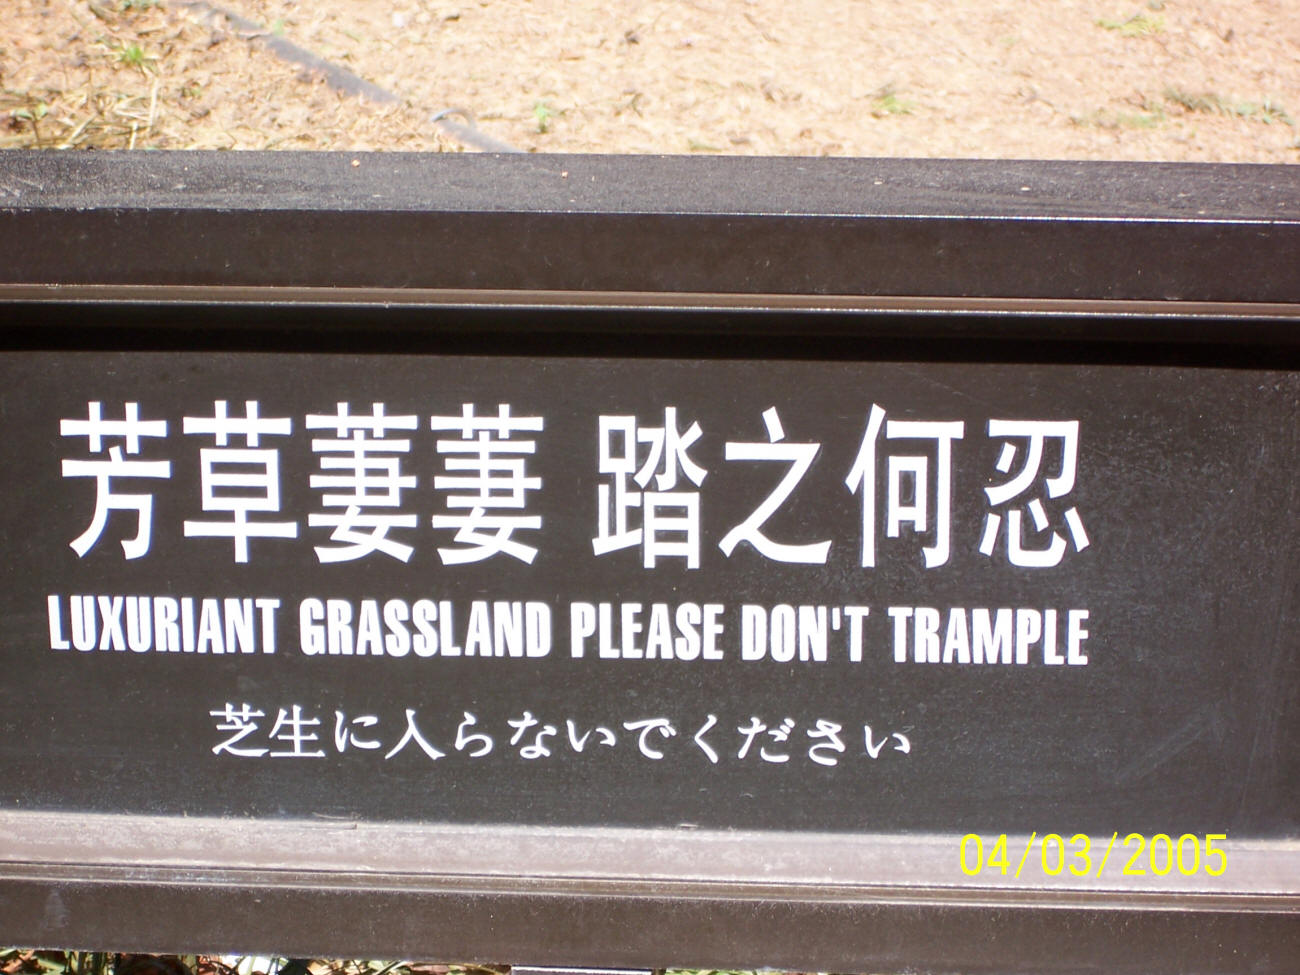 芳草萋萋 踏之何忍
LUXURIANT GRASSLAND PLEASE DON'T TRAMPLE
芝生に入らないでください
04/03/2005